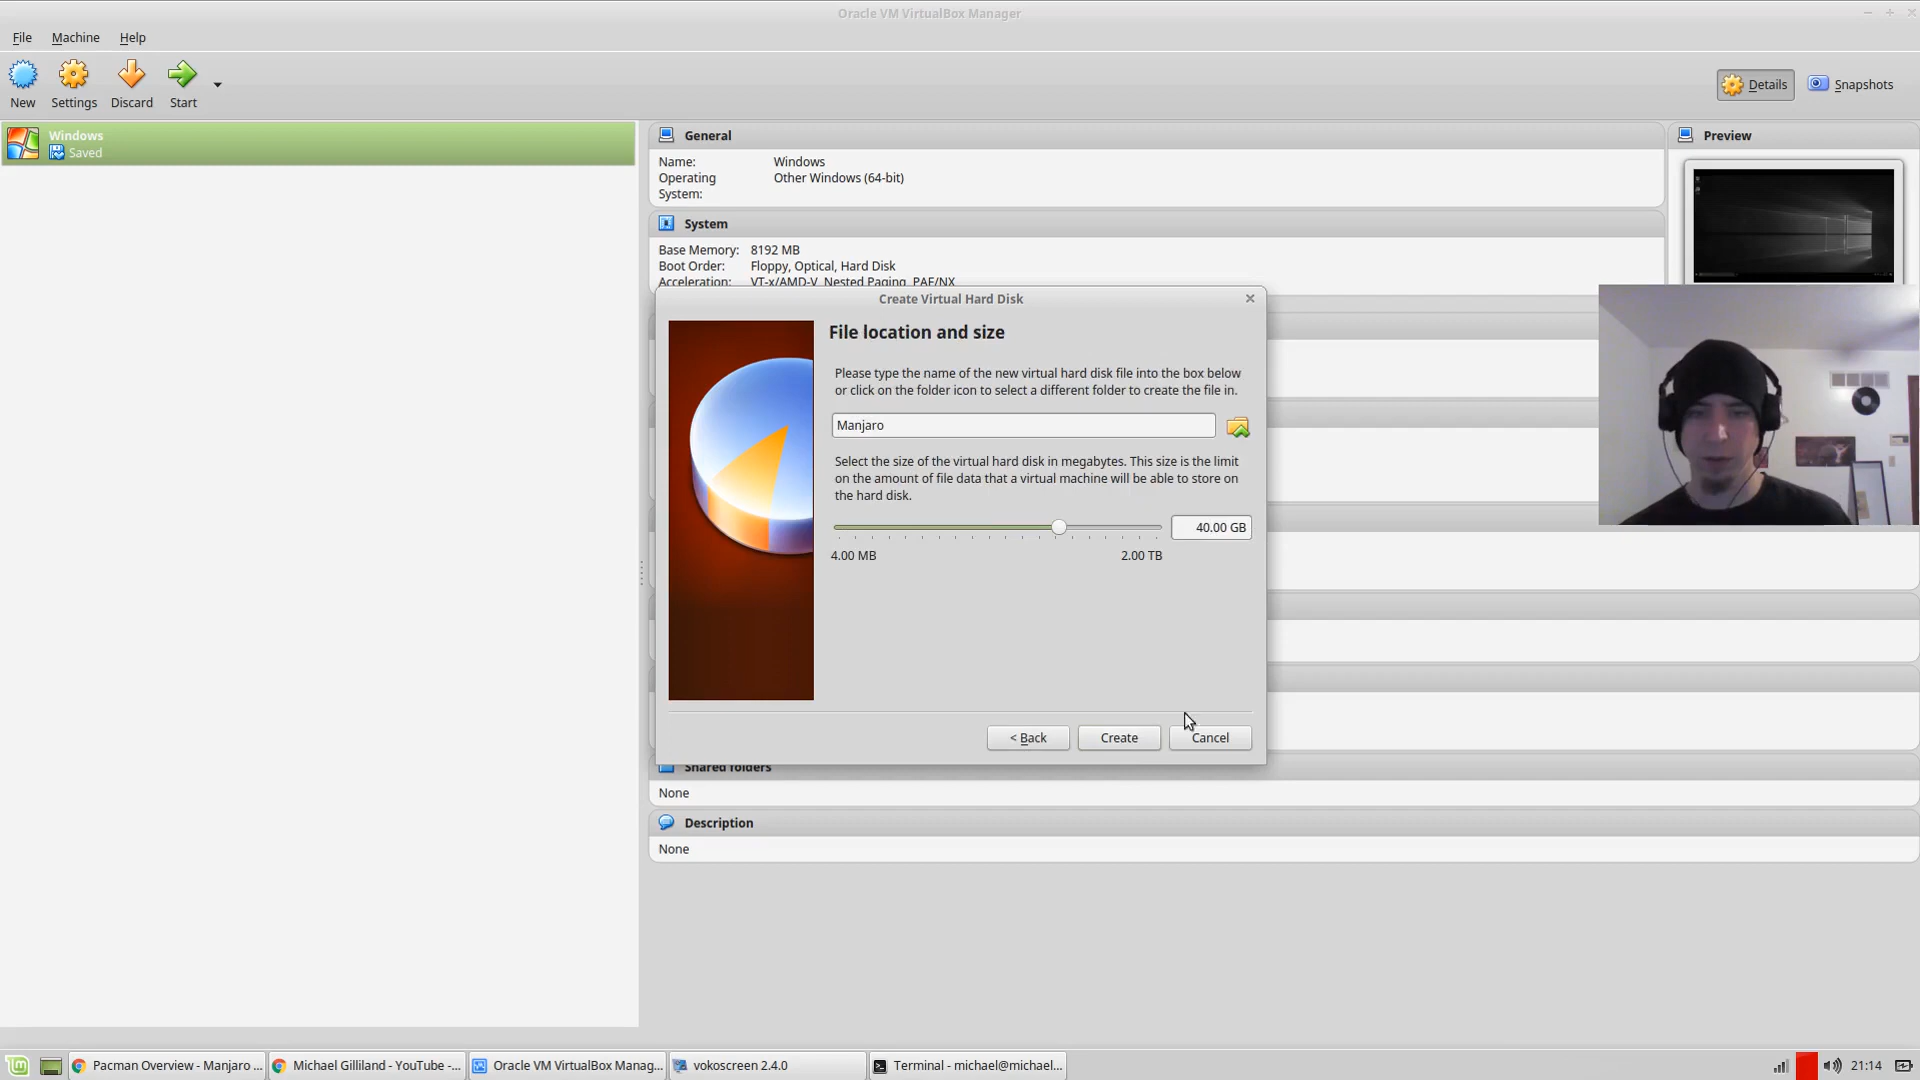 Oracle VM VirtualBox Manager
File Machine Help
New Settings Discard Start
Details Snapshots
Windows
Saved
General
Name: Windows
Operating System: Other Windows (64-bit)
System
Base Memory: 8192 MB
Boot Order: Floppy, Optical, Hard Disk
Acceleration: VT-x/AMD-V, Nested Paging, PAE/NX
Preview
Create Virtual Hard Disk
File location and size
Please type the name of the new virtual hard disk file into the box below
or click on the folder icon to select a different folder to create the file in.
Manjaro
Select the size of the virtual hard disk in megabytes. This size is the limit
on the amount of file data that a virtual machine will be able to store on
the hard disk.
40.00 GB
4.00 MB 2.00 TB
< Back Create Cancel
Shared folders
None
Description
None
Pacman Overview - Manjaro ... Michael Gilliland - YouTube -... Oracle VM VirtualBox Manag... vokoscreen 2.4.0 Terminal - michael@michael... 21:14